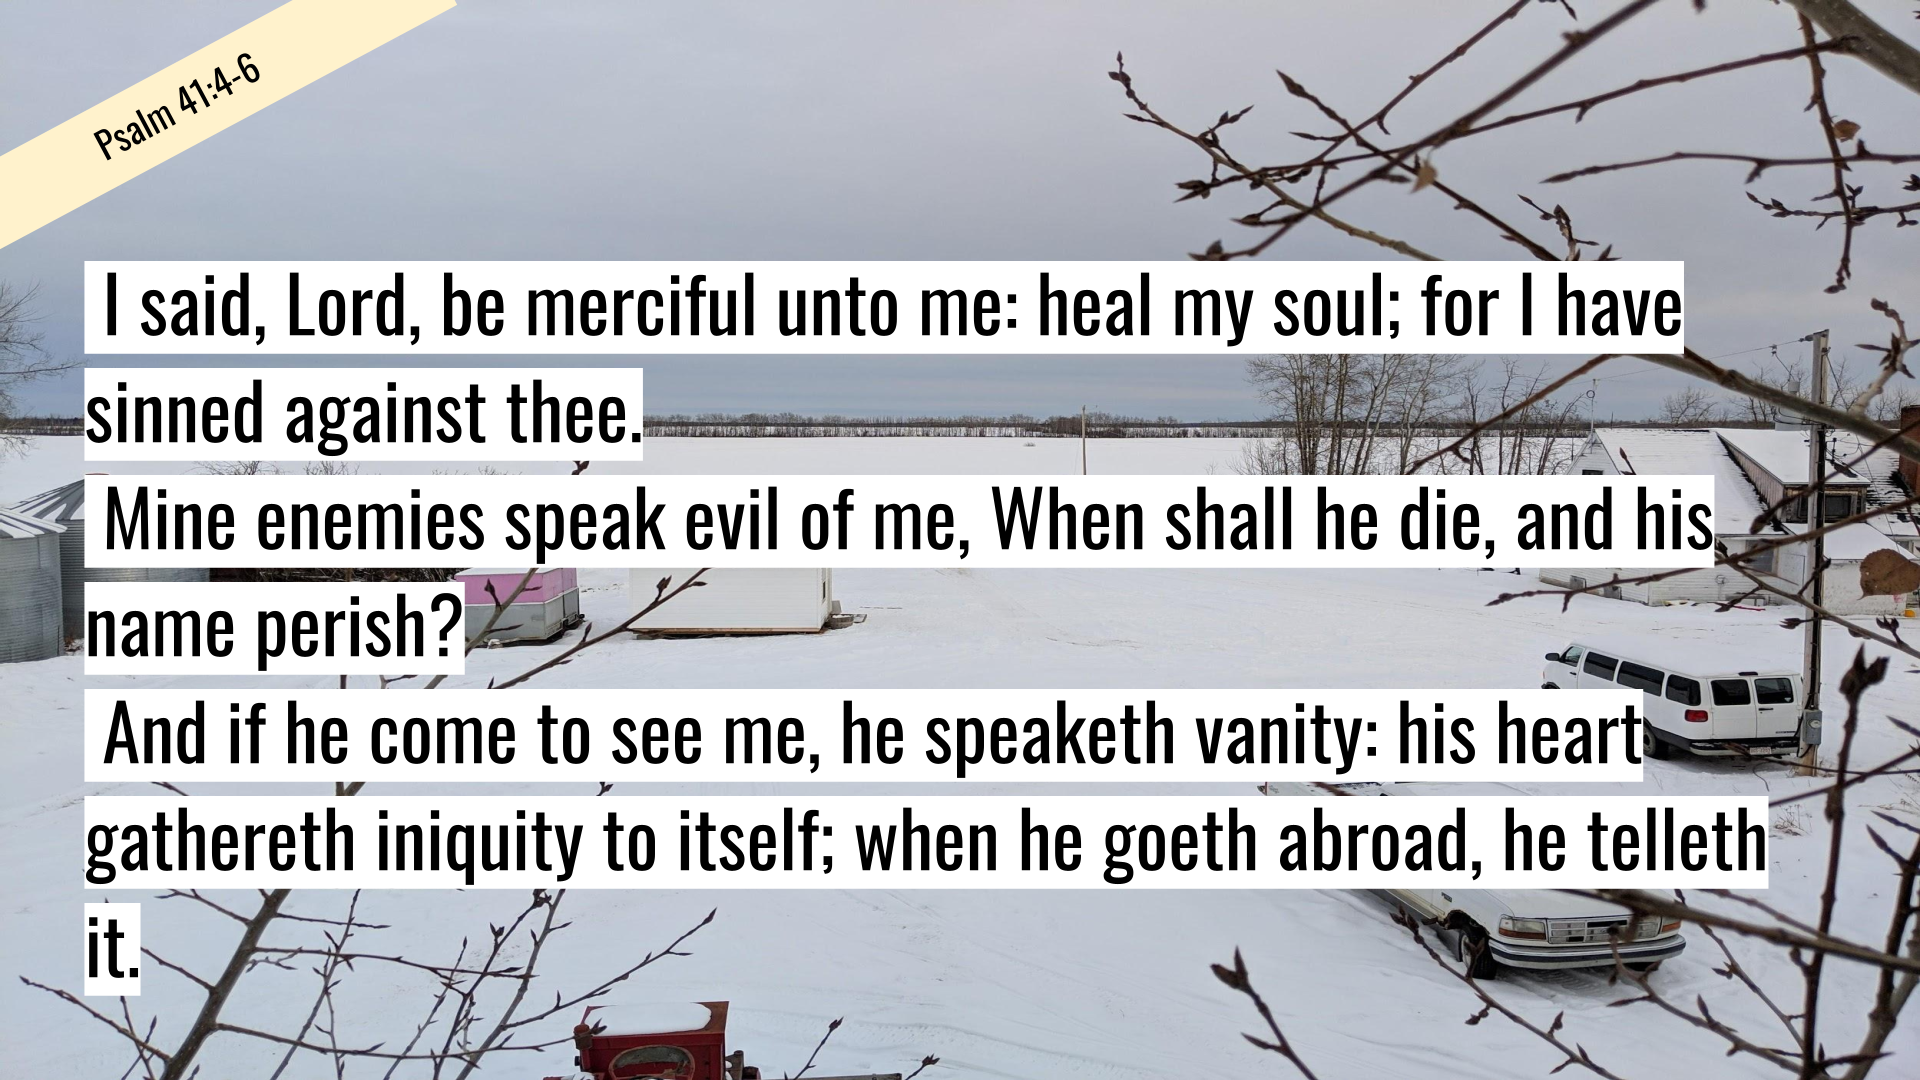 Psalm 41:4-6
I said, Lord, be merciful unto me: heal my soul; for I have
sinned against thee.
Mine enemies speak evil of me, When shall he die, and his
name perish?
And if he come to see me, he speaketh vanity: his heart
gathereth iniquity to itself; when he goeth abroad, he telleth
it.